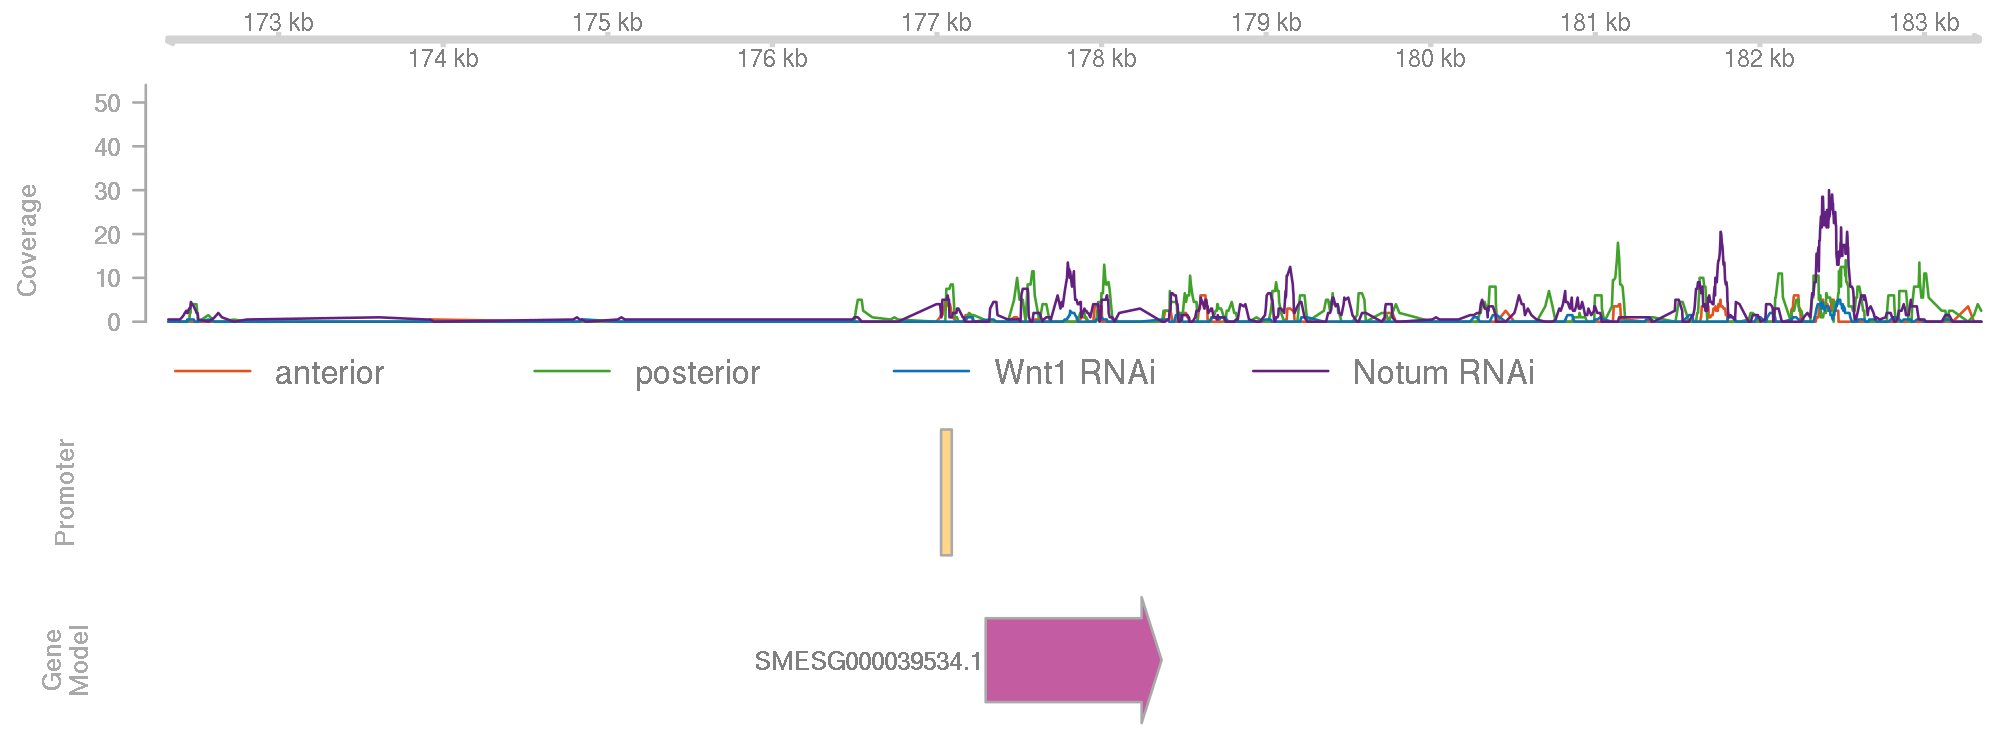 173 kb 175 kb 177 kb 179 kb 181 kb 183 kb
174 kb 176 kb 178 kb 180 kb 182 kb
Coverage
50
40
30
20
10
0
anterior posterior Wnt1 RNAi Notum RNAi
Promoter
Gene
Model
SMESG000039534.1